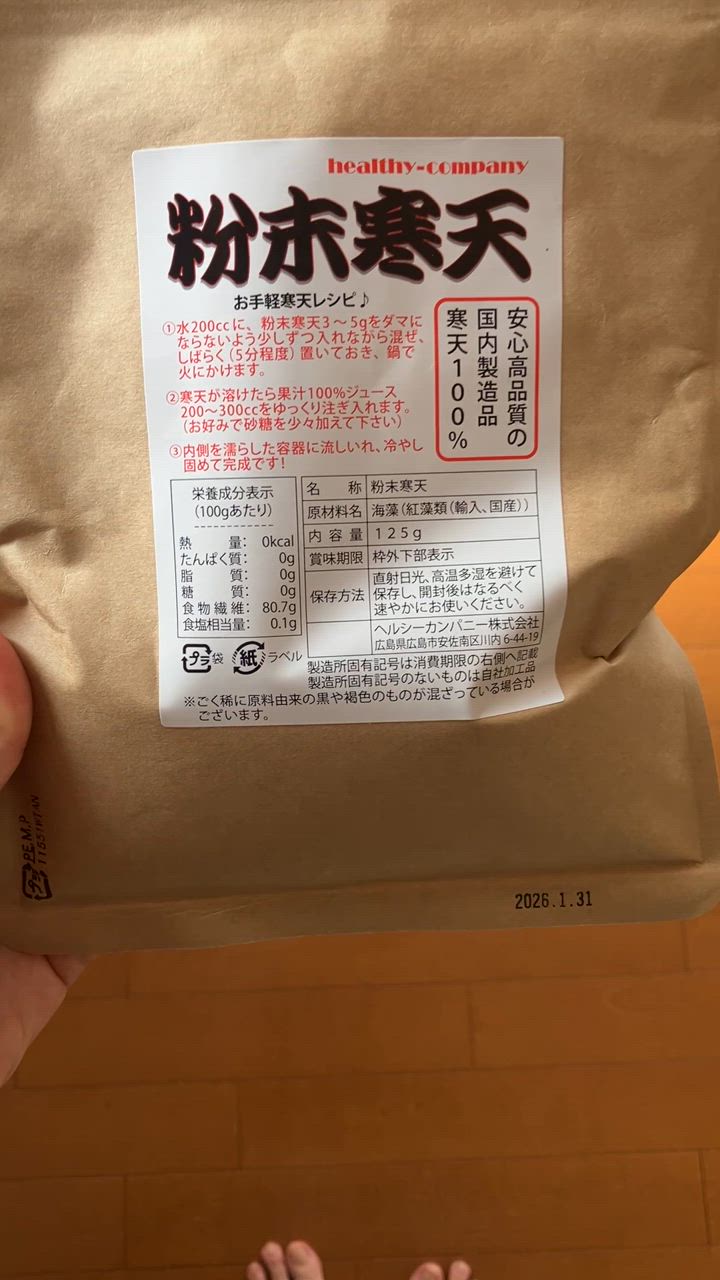 healthy-company
粉末寒天
お手軽寒天レシピ♪
①水200ccに、粉末寒天3～5gをダマに
ならないよう少しずつ入れながら混ぜ、
しばらく(5分程度)置いておき、鍋で
火にかけます。
②寒天が溶けたら果汁100%ジュース
200～300ccをゆっくり注ぎ入れます。
(お好みで砂糖を少々加えて下さい)
③内側を濡らした容器に流しいれ、冷やし
固めて完成です!
安心高品質の
国内製造品
寒天100%
栄養成分表示
(100gあたり)
熱量: 0kcal
たんぱく質: 0g
脂質: 0g
糖質: 0g
食物繊維: 80.7g
食塩相当量: 0.1g
プラ 袋 紙 ラベル
名称 粉末寒天
原材料名 海藻(紅藻類(輸入、国産))
内容量 125g
賞味期限 枠外下部表示
保存方法 直射日光、高温多湿を避けて
保存し、開封後はなるべく
速やかにお使いください。
ヘルシーカンパニー株式会社
広島県広島市安佐南区川内 6-44-19
製造所固有記号は消費期限の右側へ記載
製造所固有記号のないものは自社加工品
※ごく稀に原料由来の黒や褐色のものが混ざっている場合が
ございます。
プラ PE.M.P
2026.1.31